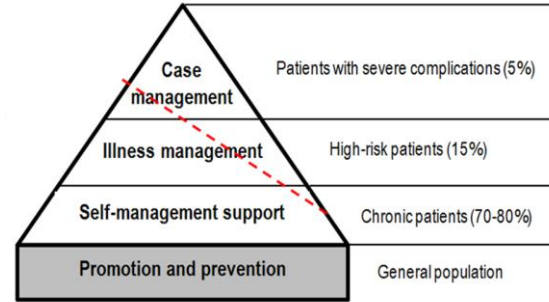 Case
management
Patients with severe complications (5%)
Illness management
High-risk patients (15%)
Self-management support
Chronic patients (70-80%)
Promotion and prevention
General population